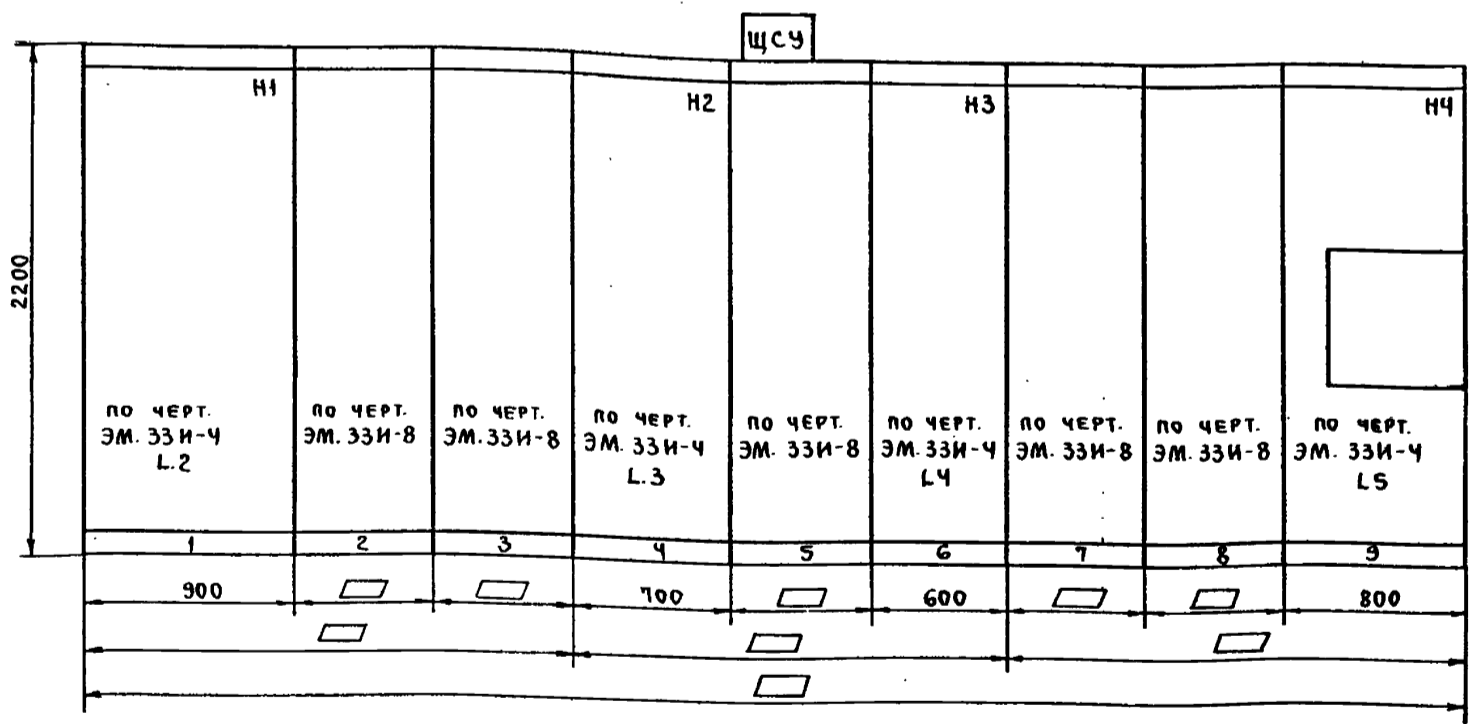 ЩСУ
Н1
Н2
Н3
Н4
2200
ПО ЧЕРТ.
ЭМ. 33И-4
L.2
ПО ЧЕРТ.
ЭМ. 33И-8
ПО ЧЕРТ.
ЭМ. 33И-8
ПО ЧЕРТ.
ЭМ. 33И-4
L.3
ПО ЧЕРТ.
ЭМ. 33И-8
ПО ЧЕРТ.
ЭМ. 33И-4
L4
ПО ЧЕРТ.
ЭМ. 33И-8
ПО ЧЕРТ.
ЭМ. 33И-8
ПО ЧЕРТ.
ЭМ. 33И-4
L5
1 2 3 4 5 6 7 8 9
900 700 600 800